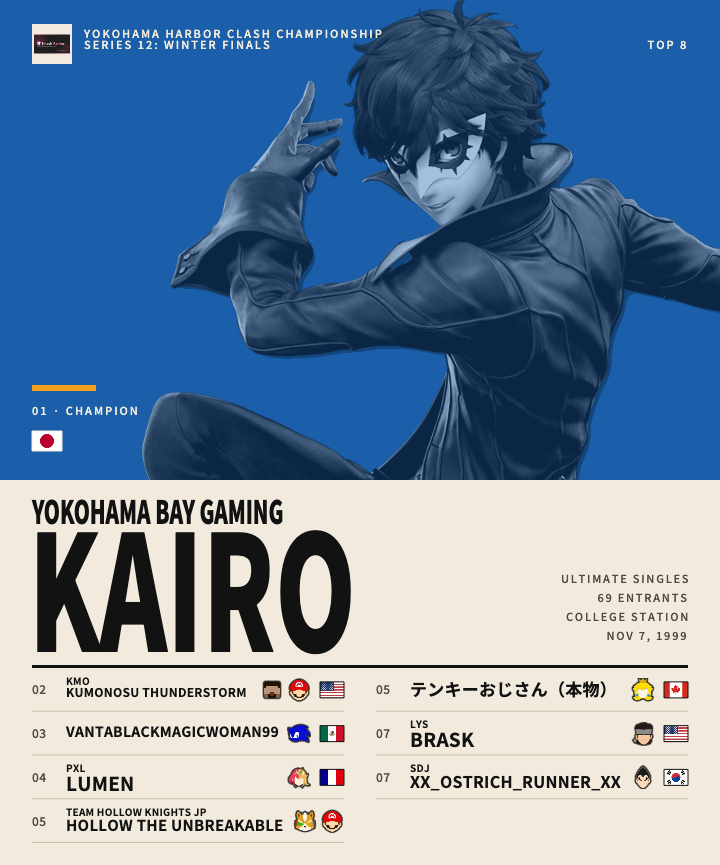 YOKOHAMA HARBOR CLASH CHAMPIONSHIP
SERIES 12: WINTER FINALS
TOP 8
01 · CHAMPION
YOKOHAMA BAY GAMING
KAIRO
ULTIMATE SINGLES
69 ENTRANTS
COLLEGE STATION
NOV 7, 1999
02
KMO
KUMONOSU THUNDERSTORM
03
VANTABLACKMAGICWOMAN99
04
PXL
LUMEN
05
TEAM HOLLOW KNIGHTS JP
HOLLOW THE UNBREAKABLE
05
テンキーおじさん（本物）
07
LYS
BRASK
07
SDJ
XX_OSTRICH_RUNNER_XX